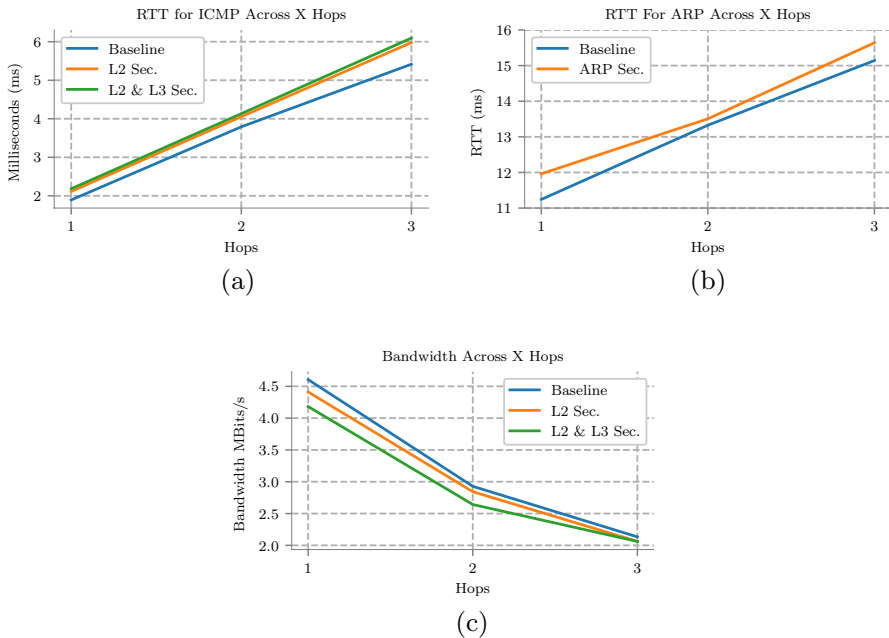 RTT for ICMP Across X Hops
Milliseconds (ms)
6
5
4
3
2
Baseline
L2 Sec.
L2 & L3 Sec.
1
2
3
Hops
(a)
RTT For ARP Across X Hops
RTT (ms)
16
15
14
13
12
11
Baseline
ARP Sec.
1
2
3
Hops
(b)
Bandwidth Across X Hops
Bandwidth MBits/s
4.5
4.0
3.5
3.0
2.5
2.0
Baseline
L2 Sec.
L2 & L3 Sec.
1
2
3
Hops
(c)